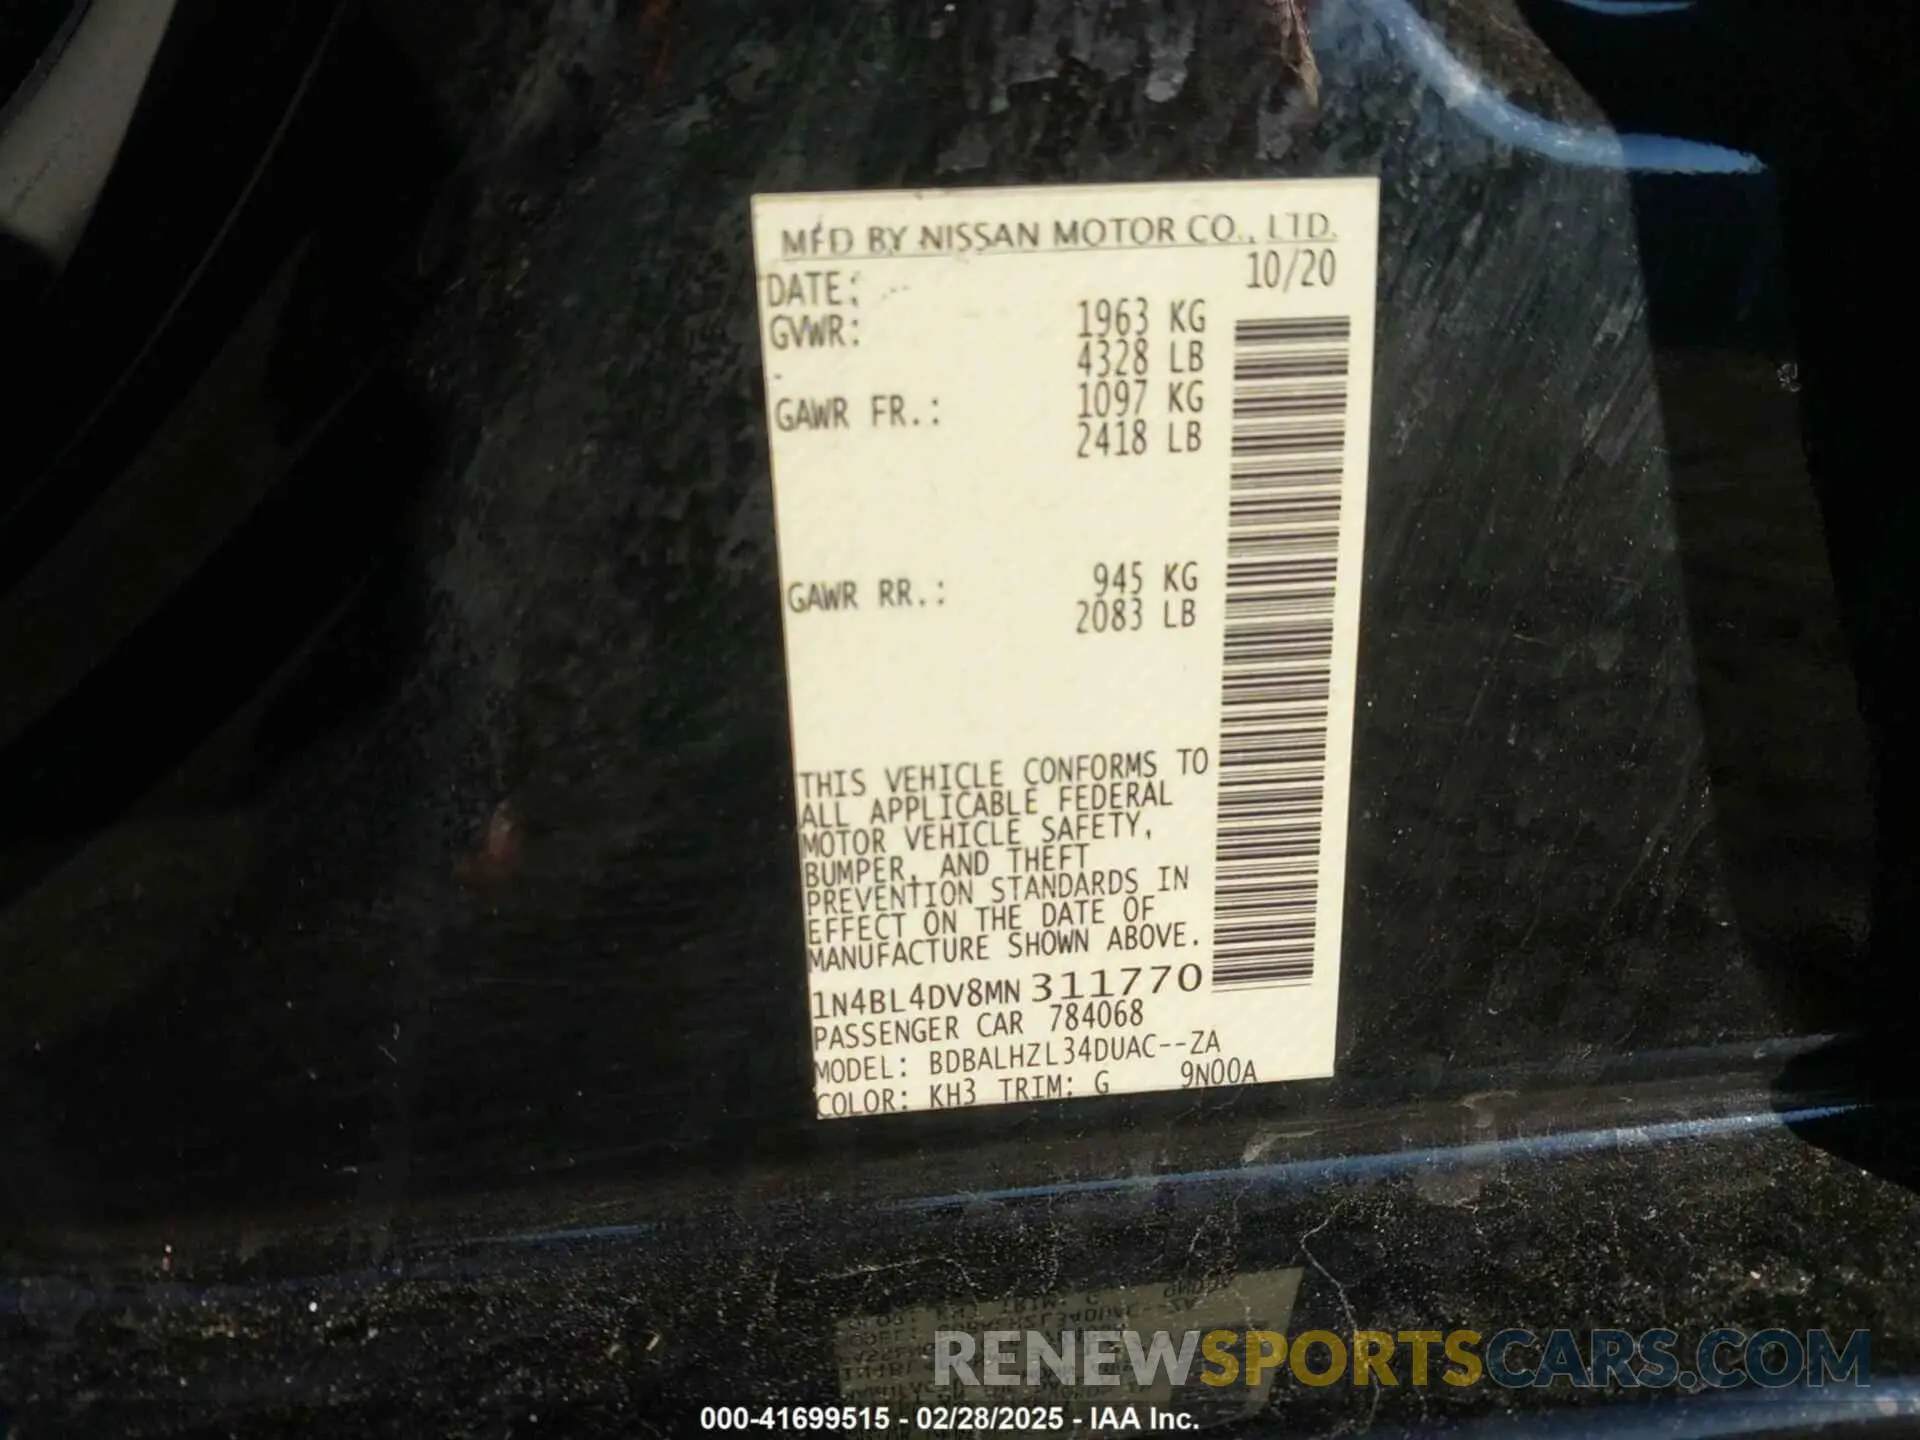 MFD BY NISSAN MOTOR CO., LTD.
DATE: 10/20
GVWR: 1963 KG
4328 LB
GAWR FR.: 1097 KG
2418 LB
GAWR RR.: 945 KG
2083 LB
THIS VEHICLE CONFORMS TO
ALL APPLICABLE FEDERAL
MOTOR VEHICLE SAFETY,
BUMPER, AND THEFT
PREVENTION STANDARDS IN
EFFECT ON THE DATE OF
MANUFACTURE SHOWN ABOVE.
1N4BL4DV8MN311770
PASSENGER CAR 784068
MODEL: BDBALHZL34DUAC--ZA
COLOR: KH3 TRIM: G 9N00A
RENEWSPORTSCARS.COM
000-41699515 - 02/28/2025 - IAA Inc.